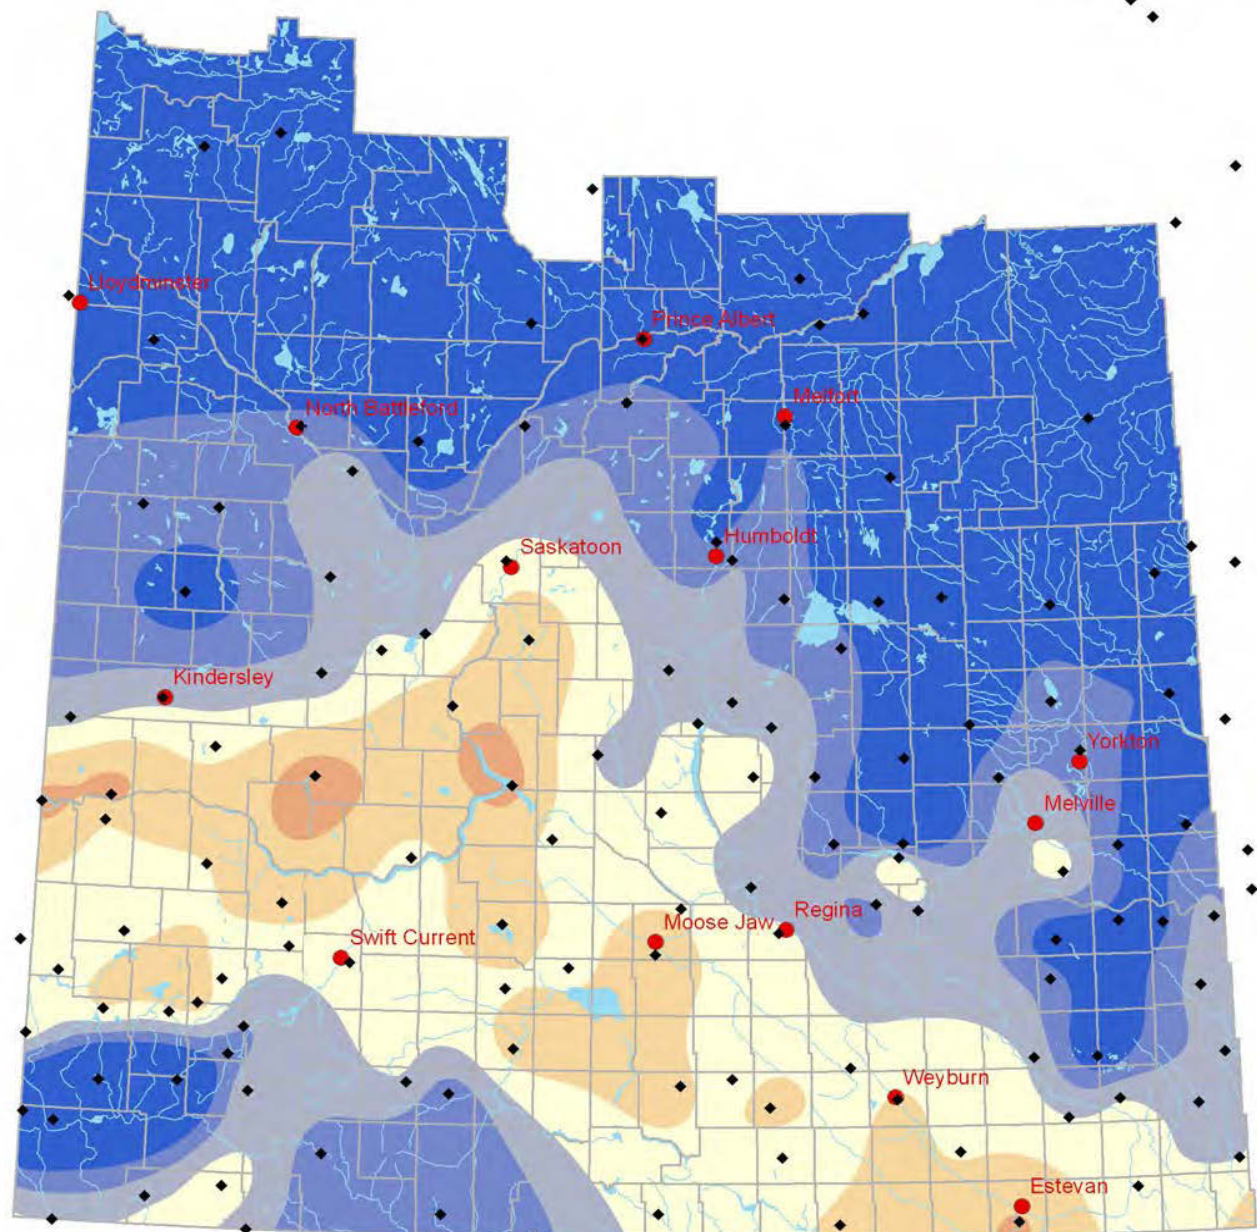 Lloydminster
Prince Albert
North Battleford
Melfort
Saskatoon
Humboldt
Kindersley
Yorkton
Melville
Swift Current
Moose Jaw
Regina
Weyburn
Estevan